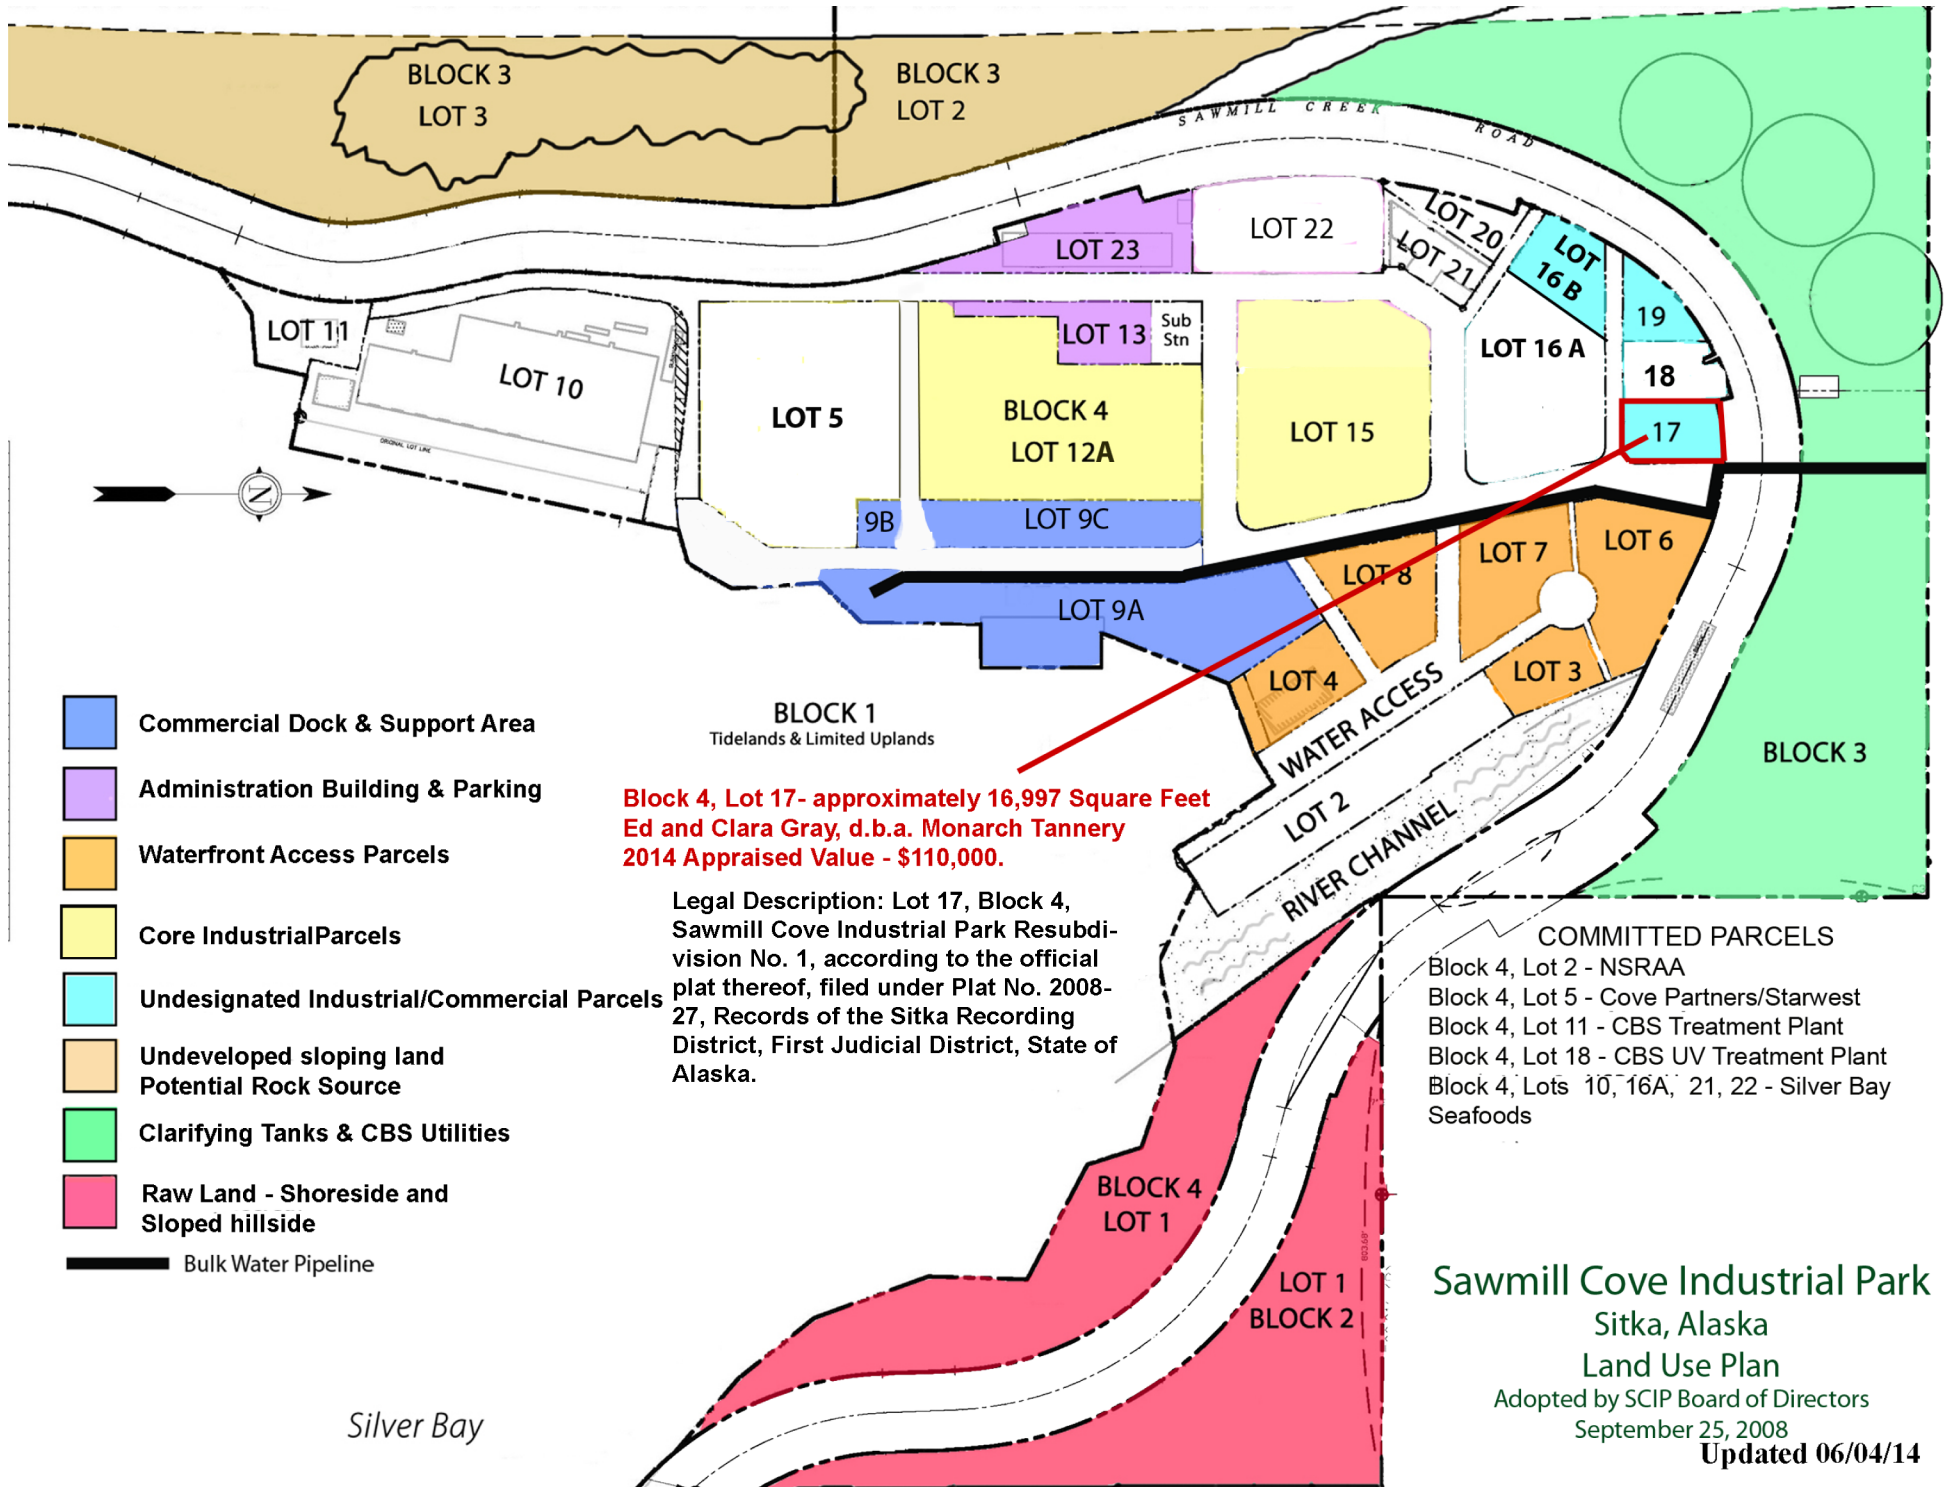 BLOCK 3
LOT 3
BLOCK 3
LOT 2
SAWMILL CREEK ROAD
LOT 23
LOT 22
LOT 20
LOT 21
LOT
16 B
19
18
17
LOT 11
LOT 10
ORIGINAL LOT LINE
LOT 5
LOT 13
Sub
Stn
BLOCK 4
LOT 12A
LOT 15
LOT 16 A
N
9B
LOT 9C
LOT 9A
LOT 8
LOT 7
LOT 6
LOT 4
LOT 3
WATER ACCESS
LOT 2
RIVER CHANNEL
BLOCK 3
BLOCK 1
Tidelands & Limited Uplands
Block 4, Lot 17- approximately 16,997 Square Feet
Ed and Clara Gray, d.b.a. Monarch Tannery
2014 Appraised Value - $110,000.
Legal Description: Lot 17, Block 4,
Sawmill Cove Industrial Park Resubdi-
vision No. 1, according to the official
plat thereof, filed under Plat No. 2008-
27, Records of the Sitka Recording
District, First Judicial District, State of
Alaska.
Commercial Dock & Support Area
Administration Building & Parking
Waterfront Access Parcels
Core IndustrialParcels
Undesignated Industrial/Commercial Parcels
Undeveloped sloping land
Potential Rock Source
Clarifying Tanks & CBS Utilities
Raw Land - Shoreside and
Sloped hillside
Bulk Water Pipeline
COMMITTED PARCELS
Block 4, Lot 2 - NSRAA
Block 4, Lot 5 - Cove Partners/Starwest
Block 4, Lot 11 - CBS Treatment Plant
Block 4, Lot 18 - CBS UV Treatment Plant
Block 4, Lots 10, 16A, 21, 22 - Silver Bay
Seafoods
BLOCK 4
LOT 1
LOT 1
BLOCK 2
893.68'
Silver Bay
Sawmill Cove Industrial Park
Sitka, Alaska
Land Use Plan
Adopted by SCIP Board of Directors
September 25, 2008
Updated 06/04/14